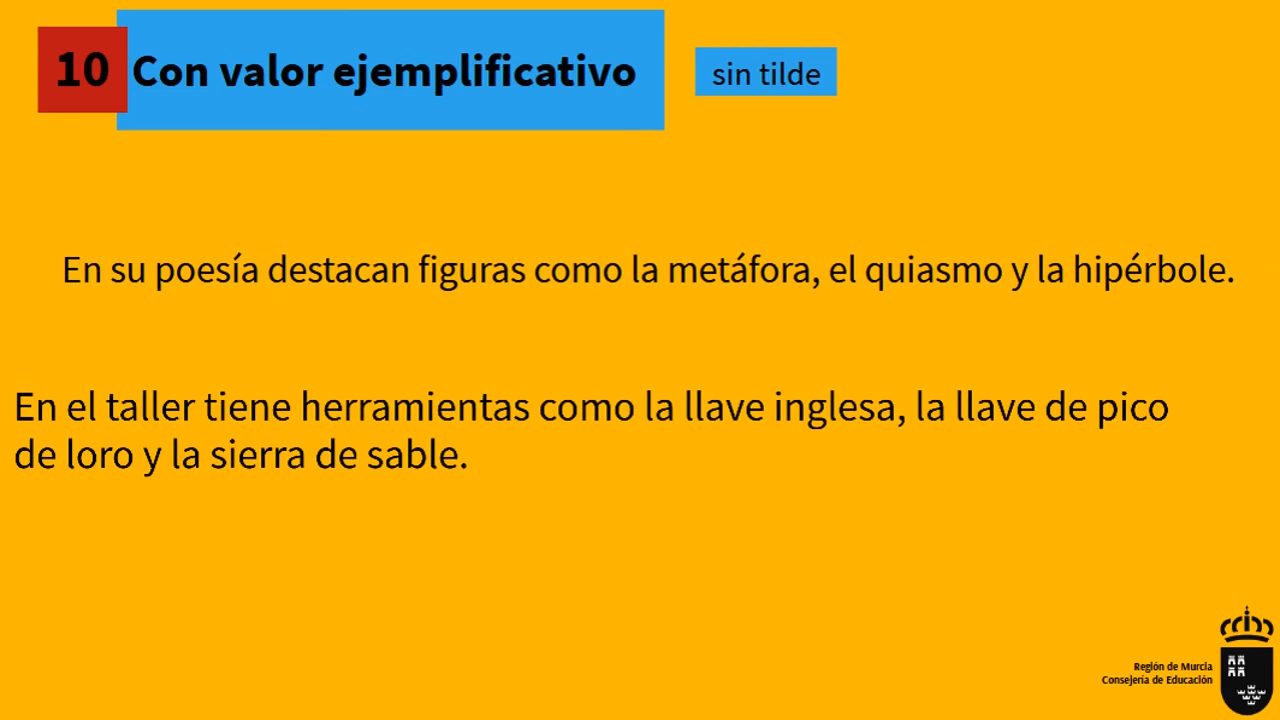 10 Con valor ejemplificativo
sin tilde
En su poesía destacan figuras como la metáfora, el quiasmo y la hipérbole.
En el taller tiene herramientas como la llave inglesa, la llave de pico
de loro y la sierra de sable.
Región de Murcia
Consejería de Educación